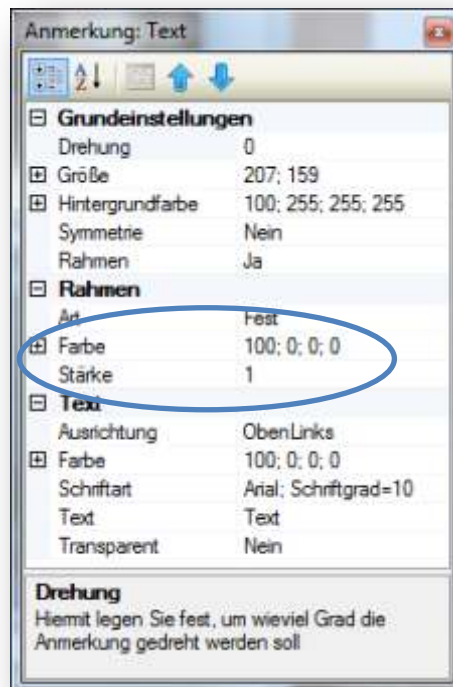 Anmerkung: Text
Grundeinstellungen
Drehung 0
Größe 207; 159
Hintergrundfarbe 100; 255; 255; 255
Symmetrie Nein
Rahmen Ja
Rahmen
Art Fest
Farbe 100; 0; 0; 0
Stärke 1
Text
Ausrichtung ObenLinks
Farbe 100; 0; 0; 0
Schriftart Arial; Schriftgrad=10
Text Text
Transparent Nein
Drehung
Hiermit legen Sie fest, um wieviel Grad die
Anmerkung gedreht werden soll